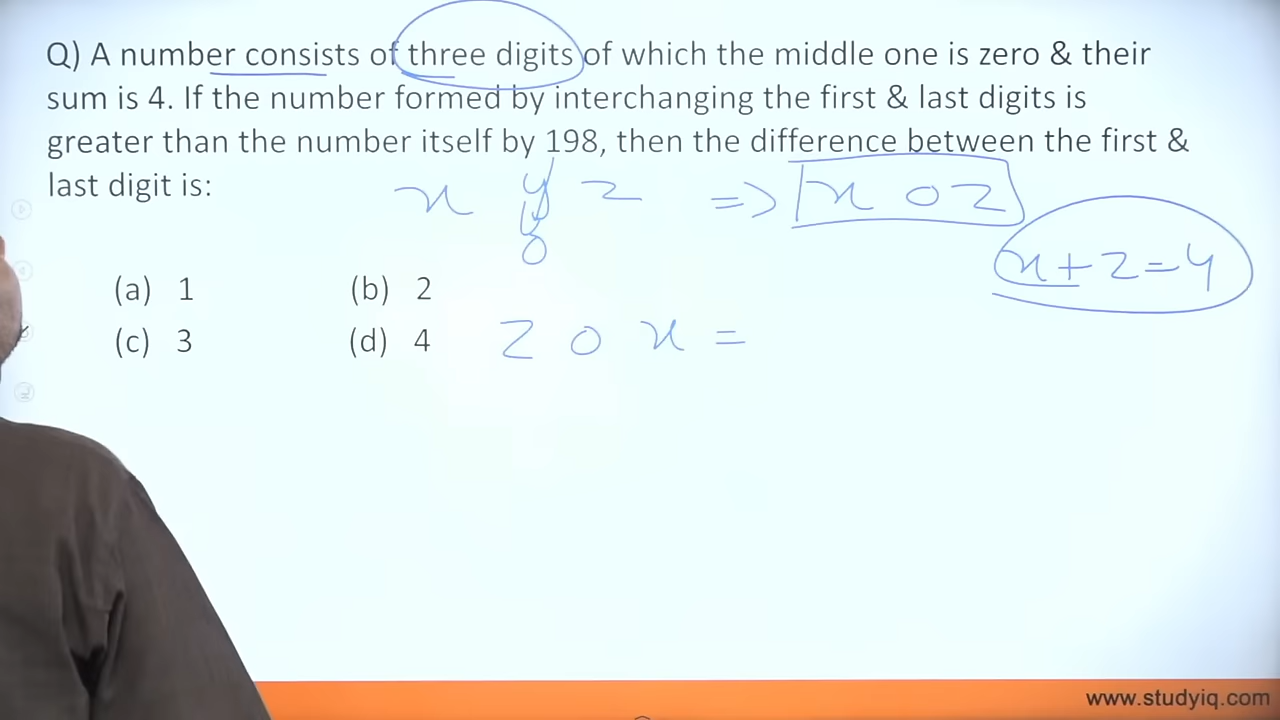 Q) A number consists of three digits of which the middle one is zero & their
sum is 4. If the number formed by interchanging the first & last digits is
greater than the number itself by 198, then the difference between the first &
last digit is:
x y z => x 0 z
0
x + z = 4
(a) 1 (b) 2
(c) 3 (d) 4 z 0 x =
www.studyiq.com